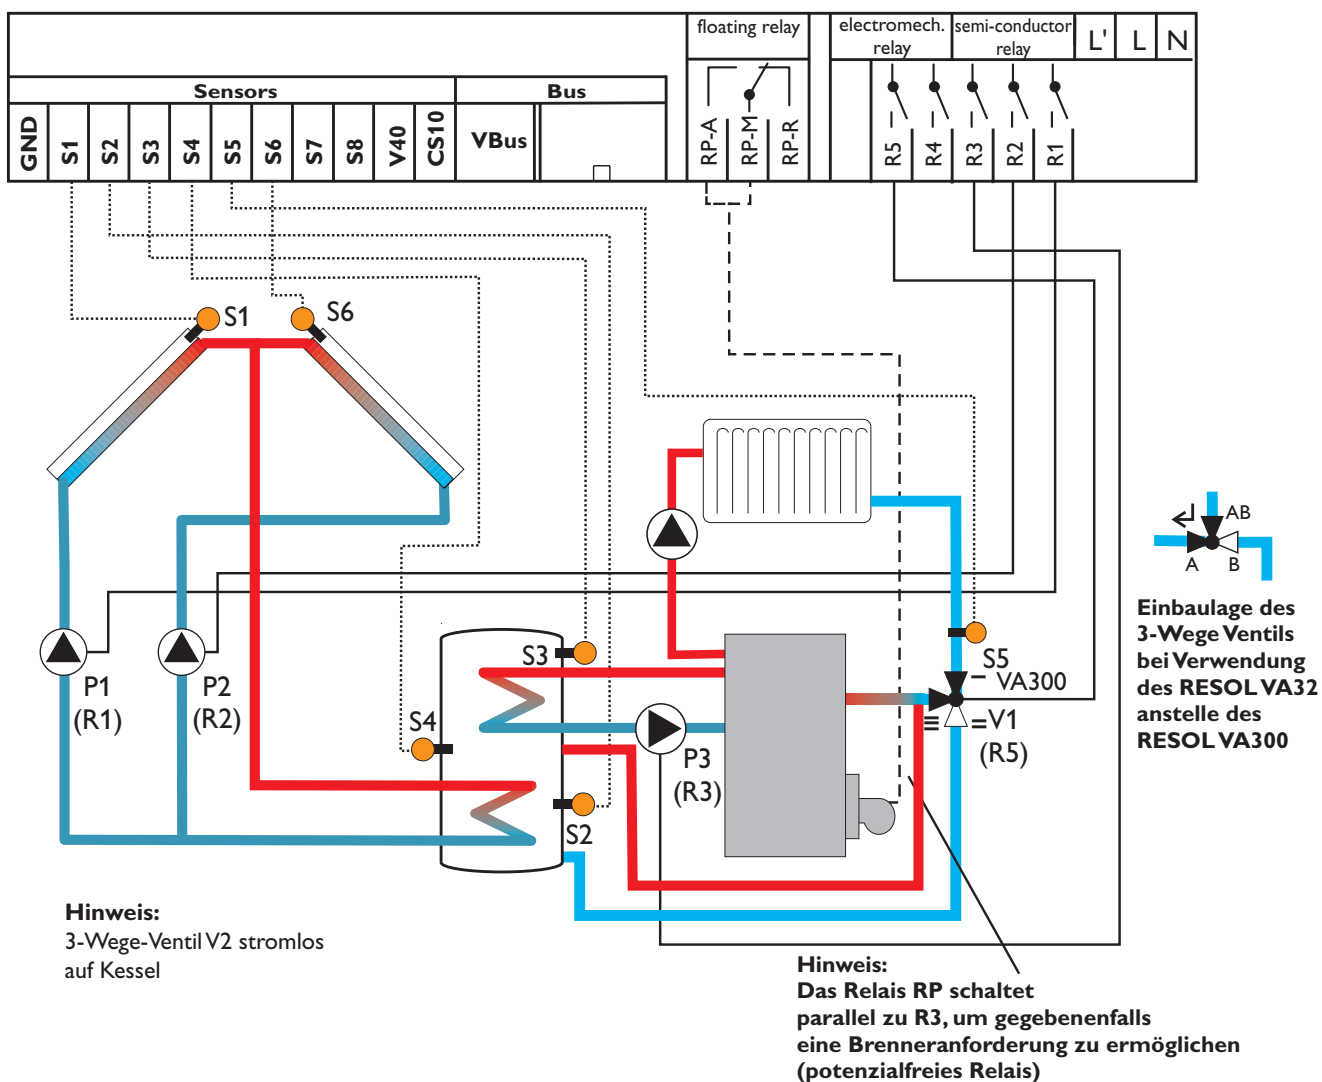 floating relay
electromech. relay
semi-conductor relay
L'
L
N
Sensors
Bus
GND
S1
S2
S3
S4
S5
S6
S7
S8
V40
CS10
VBus
RP-A
RP-M
RP-R
R5
R4
R3
R2
R1
S1
S6
AB
A
B
Einbaulage des
3-Wege Ventils
bei Verwendung
des RESOL VA32
anstelle des
RESOL VA300
S3
S5
VA300
P1
(R1)
P2
(R2)
S4
V1
(R5)
P3
(R3)
S2
Hinweis:
3-Wege-Ventil V2 stromlos
auf Kessel
Hinweis:
Das Relais RP schaltet
parallel zu R3, um gegebenenfalls
eine Brenneranforderung zu ermöglichen
(potenzialfreies Relais)